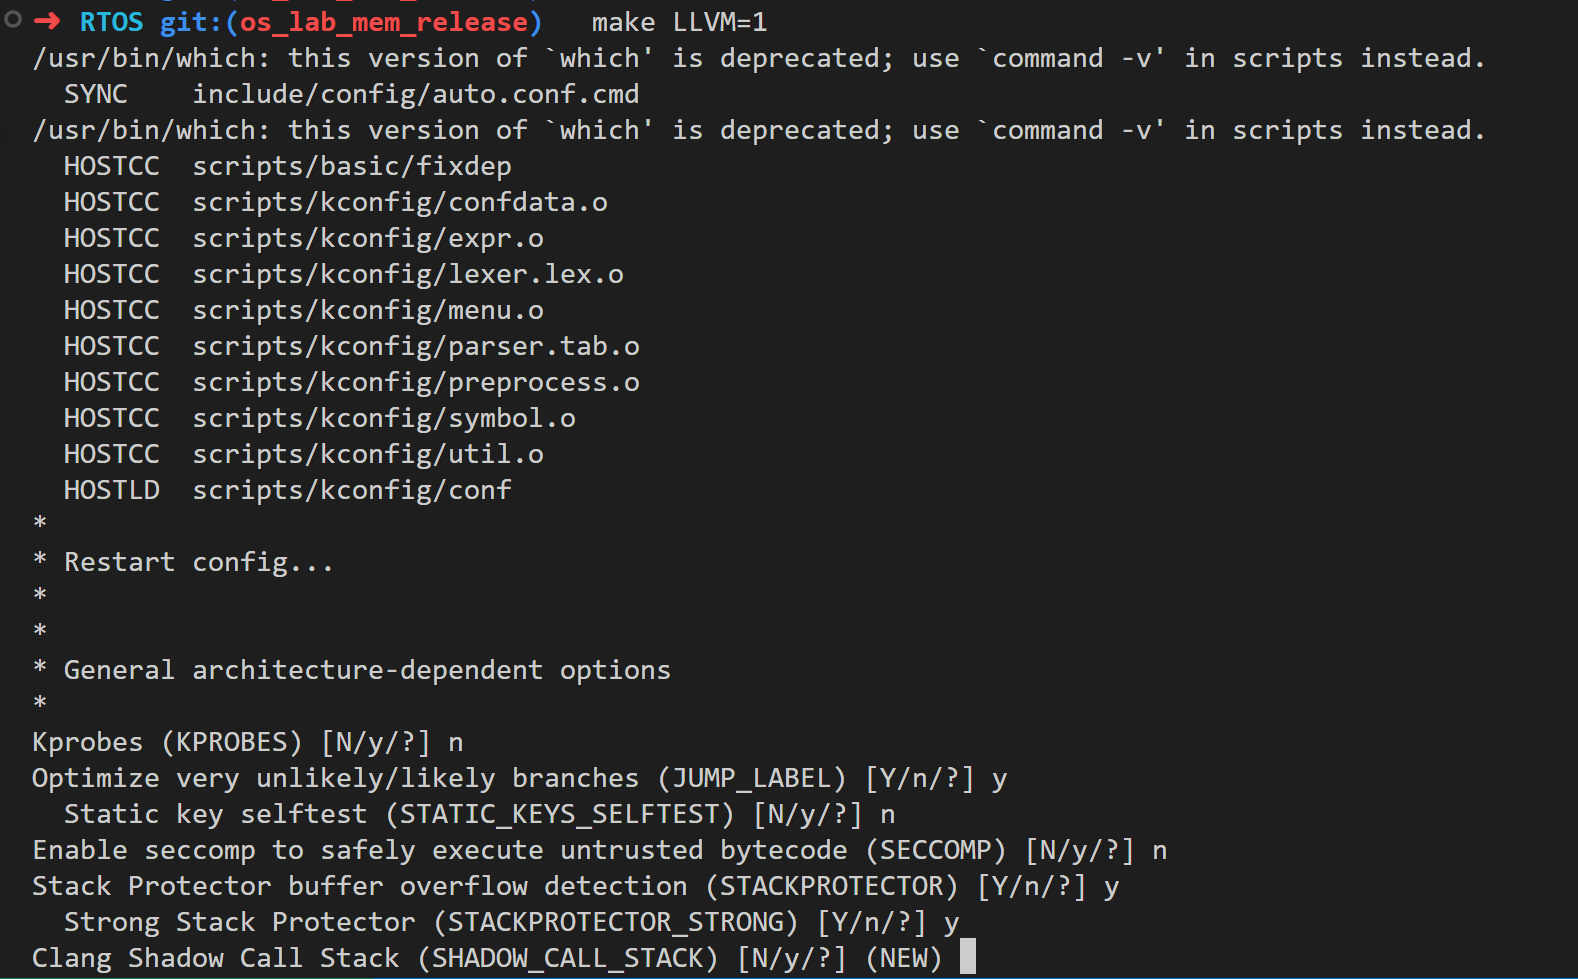 ➜ RTOS git:(os_lab_mem_release) make LLVM=1
/usr/bin/which: this version of `which' is deprecated; use `command -v' in scripts instead.
  SYNC    include/config/auto.conf.cmd
/usr/bin/which: this version of `which' is deprecated; use `command -v' in scripts instead.
  HOSTCC  scripts/basic/fixdep
  HOSTCC  scripts/kconfig/confdata.o
  HOSTCC  scripts/kconfig/expr.o
  HOSTCC  scripts/kconfig/lexer.lex.o
  HOSTCC  scripts/kconfig/menu.o
  HOSTCC  scripts/kconfig/parser.tab.o
  HOSTCC  scripts/kconfig/preprocess.o
  HOSTCC  scripts/kconfig/symbol.o
  HOSTCC  scripts/kconfig/util.o
  HOSTLD  scripts/kconfig/conf
*
* Restart config...
*
*
* General architecture-dependent options
*
Kprobes (KPROBES) [N/y/?] n
Optimize very unlikely/likely branches (JUMP_LABEL) [Y/n/?] y
  Static key selftest (STATIC_KEYS_SELFTEST) [N/y/?] n
Enable seccomp to safely execute untrusted bytecode (SECCOMP) [N/y/?] n
Stack Protector buffer overflow detection (STACKPROTECTOR) [Y/n/?] y
  Strong Stack Protector (STACKPROTECTOR_STRONG) [Y/n/?] y
Clang Shadow Call Stack (SHADOW_CALL_STACK) [N/y/?] (NEW)